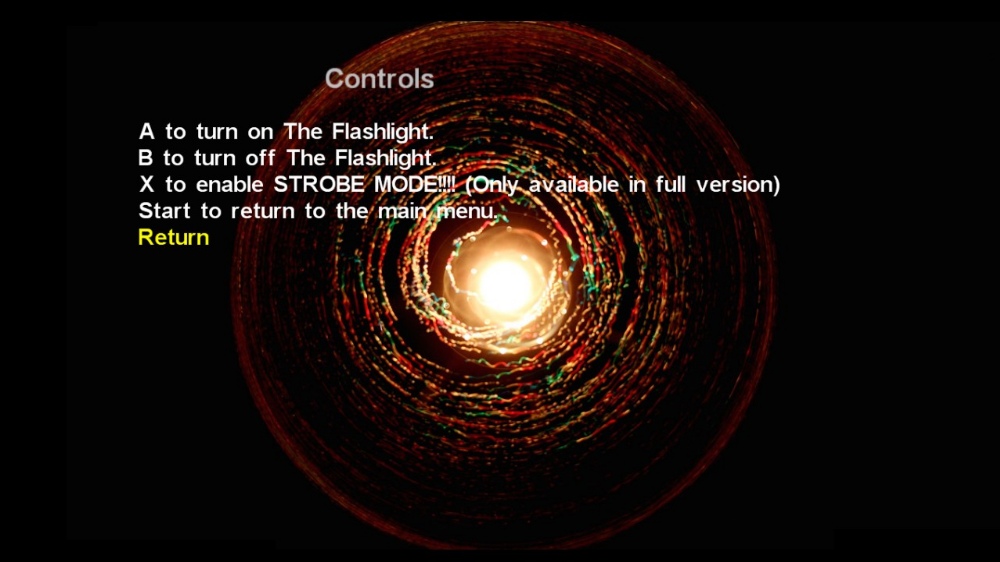 Controls
A to turn on The Flashlight.
B to turn off The Flashlight.
X to enable STROBE MODE!!!! (Only available in full version)
Start to return to the main menu.
Return